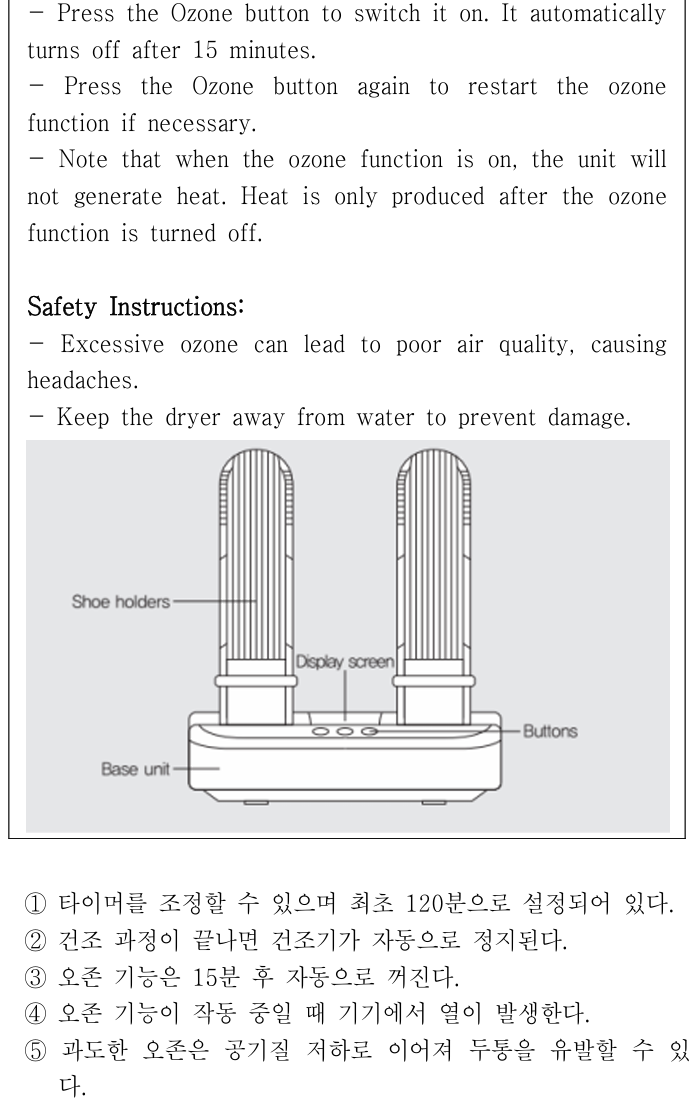 - Press the Ozone button to switch it on. It automatically
turns off after 15 minutes.
- Press the Ozone button again to restart the ozone
function if necessary.
- Note that when the ozone function is on, the unit will
not generate heat. Heat is only produced after the ozone
function is turned off.
Safety Instructions:
- Excessive ozone can lead to poor air quality, causing
headaches.
- Keep the dryer away from water to prevent damage.
Shoe holders
Display screen
Buttons
Base unit
① 타이머를 조정할 수 있으며 최초 120분으로 설정되어 있다.
② 건조 과정이 끝나면 건조기가 자동으로 정지된다.
③ 오존 기능은 15분 후 자동으로 꺼진다.
④ 오존 기능이 작동 중일 때 기기에서 열이 발생한다.
⑤ 과도한 오존은 공기질 저하로 이어져 두통을 유발할 수 있
다.